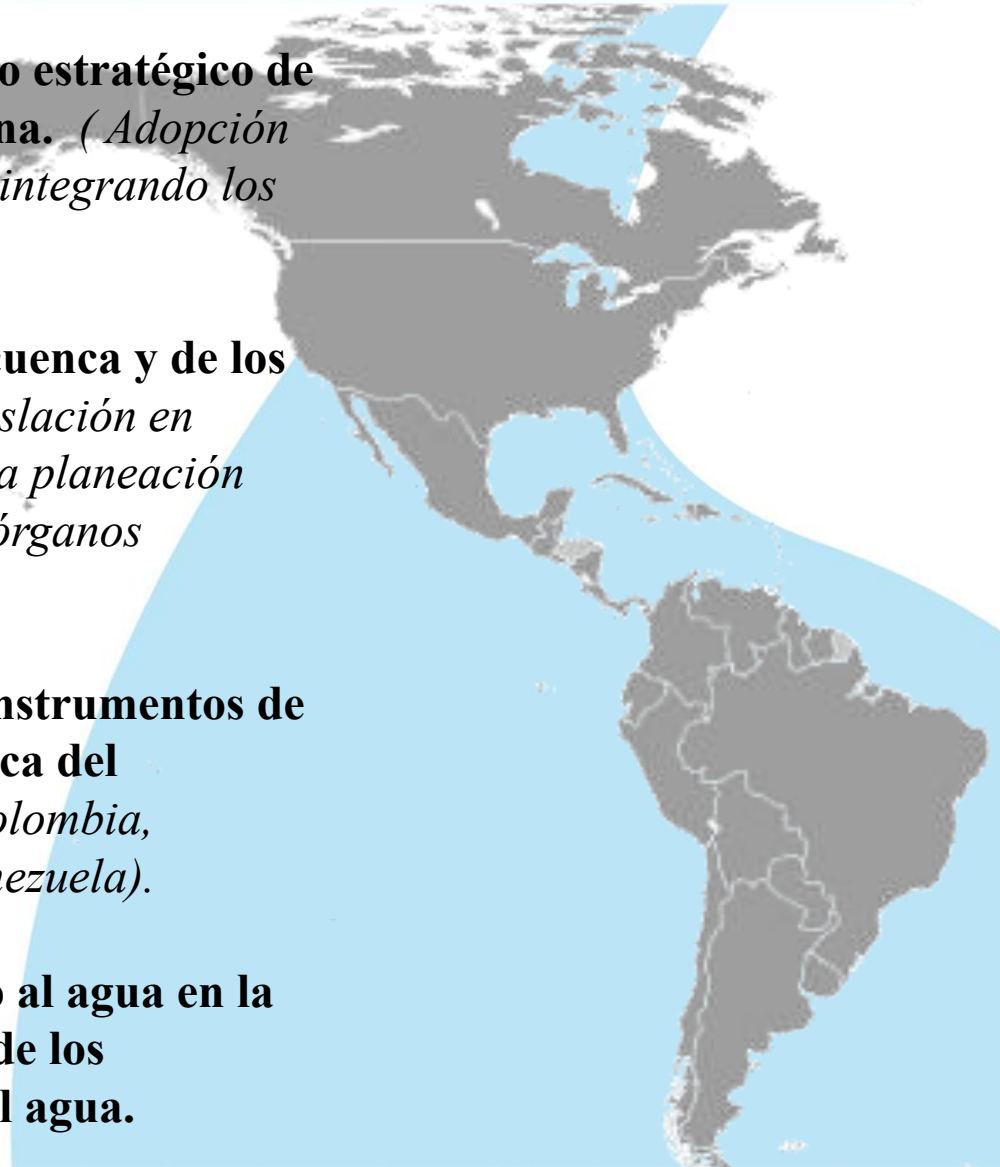 o estratégico de
na. ( Adopción
integrando los
cuenca y de los
slación en
a planeación
órganos
nstrumentos de
ca del
olombia,
nezuela).
o al agua en la
de los
l agua.